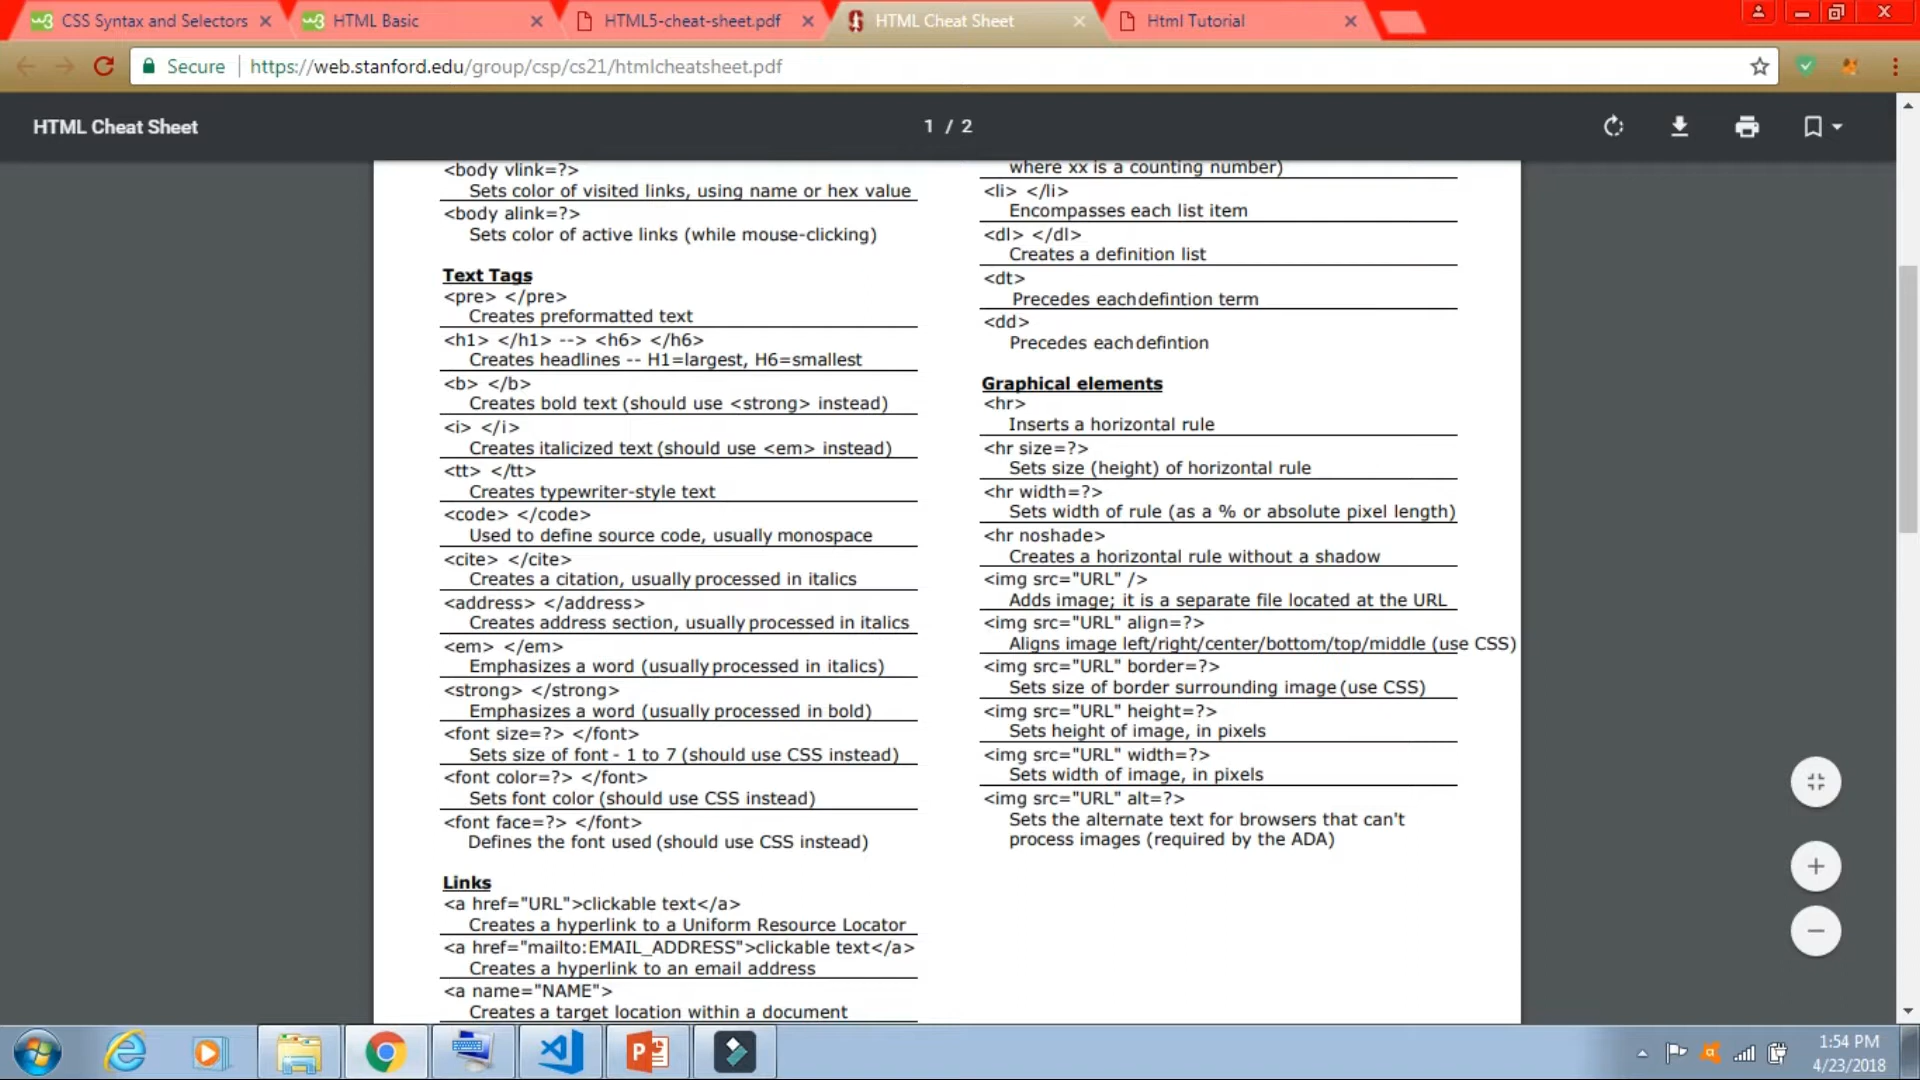 CSS Syntax and Selectors
HTML Basic
HTML5-cheat-sheet.pdf
HTML Cheat Sheet
Html Tutorial
Secure
https://web.stanford.edu/group/csp/cs21/htmlcheatsheet.pdf
HTML Cheat Sheet
1 / 2
<body vlink=?>
Sets color of visited links, using name or hex value
<body alink=?>
Sets color of active links (while mouse-clicking)
Text Tags
<pre> </pre>
Creates preformatted text
<h1> </h1> --> <h6> </h6>
Creates headlines -- H1=largest, H6=smallest
<b> </b>
Creates bold text (should use <strong> instead)
<i> </i>
Creates italicized text (should use <em> instead)
<tt> </tt>
Creates typewriter-style text
<code> </code>
Used to define source code, usually monospace
<cite> </cite>
Creates a citation, usually processed in italics
<address> </address>
Creates address section, usually processed in italics
<em> </em>
Emphasizes a word (usually processed in italics)
<strong> </strong>
Emphasizes a word (usually processed in bold)
<font size=?> </font>
Sets size of font - 1 to 7 (should use CSS instead)
<font color=?> </font>
Sets font color (should use CSS instead)
<font face=?> </font>
Defines the font used (should use CSS instead)
Links
<a href="URL">clickable text</a>
Creates a hyperlink to a Uniform Resource Locator
<a href="mailto:EMAIL_ADDRESS">clickable text</a>
Creates a hyperlink to an email address
<a name="NAME">
Creates a target location within a document
where xx is a counting number)
<li> </li>
Encompasses each list item
<dl> </dl>
Creates a definition list
<dt>
Precedes each defintion term
<dd>
Precedes each defintion
Graphical elements
<hr>
Inserts a horizontal rule
<hr size=?>
Sets size (height) of horizontal rule
<hr width=?>
Sets width of rule (as a % or absolute pixel length)
<hr noshade>
Creates a horizontal rule without a shadow
<img src="URL" />
Adds image; it is a separate file located at the URL
<img src="URL" align=?>
Aligns image left/right/center/bottom/top/middle (use CSS)
<img src="URL" border=?>
Sets size of border surrounding image (use CSS)
<img src="URL" height=?>
Sets height of image, in pixels
<img src="URL" width=?>
Sets width of image, in pixels
<img src="URL" alt=?>
Sets the alternate text for browsers that can't
process images (required by the ADA)
1:54 PM
4/23/2018